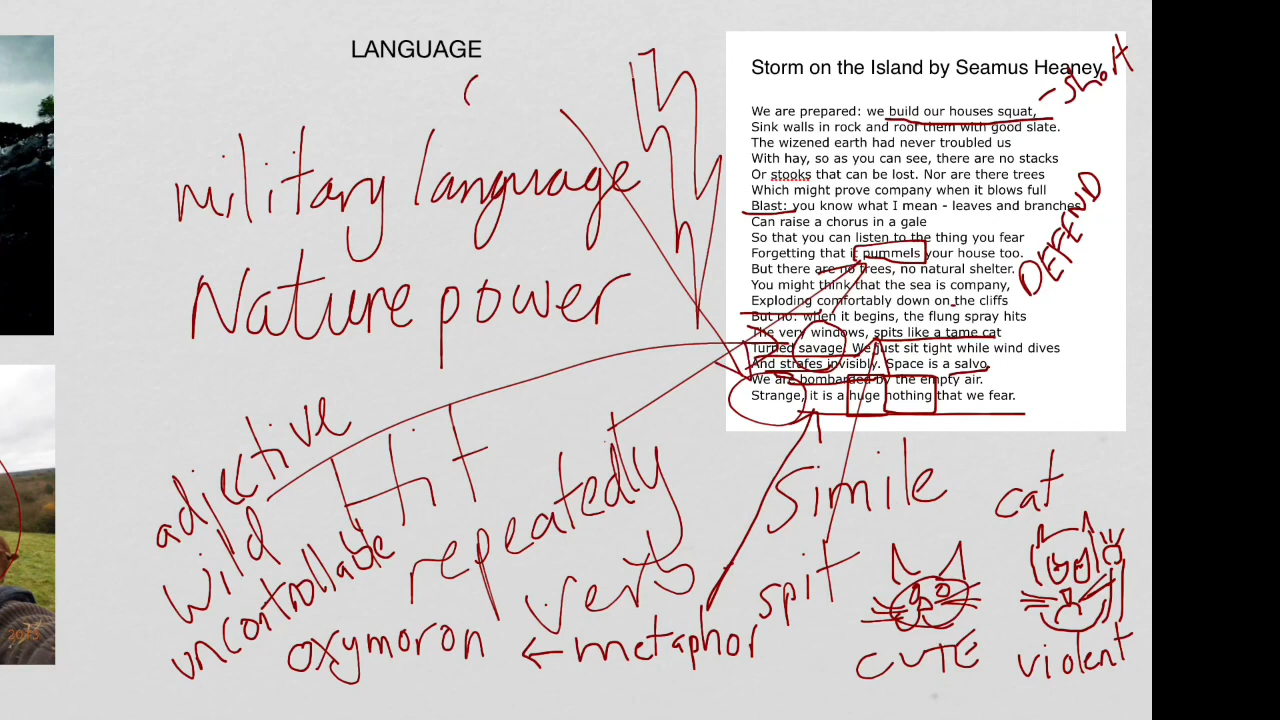 LANGUAGE
Storm on the Island by Seamus Heaney
- short
We are prepared: we build our houses squat,
Sink walls in rock and roof them with good slate.
The wizened earth had never troubled us
With hay, so as you can see, there are no stacks
Or stooks that can be lost. Nor are there trees
Which might prove company when it blows full
Blast: you know what I mean - leaves and branches
Can raise a chorus in a gale
So that you can listen to the thing you fear
Forgetting that it pummels your house too.
But there are no trees, no natural shelter.
You might think that the sea is company,
Exploding comfortably down on the cliffs
But no: when it begins, the flung spray hits
The very windows, spits like a tame cat
Turned savage. We just sit tight while wind dives
And strafes invisibly. Space is a salvo.
We are bombarded by the empty air.
Strange, it is a huge nothing that we fear.
DEFEND
military language
Nature power
adjective
wild
uncontrollable
Hit
repeatedly
verb
oxymoron ← metaphor
Simile
spit
cat
CUTE
violent